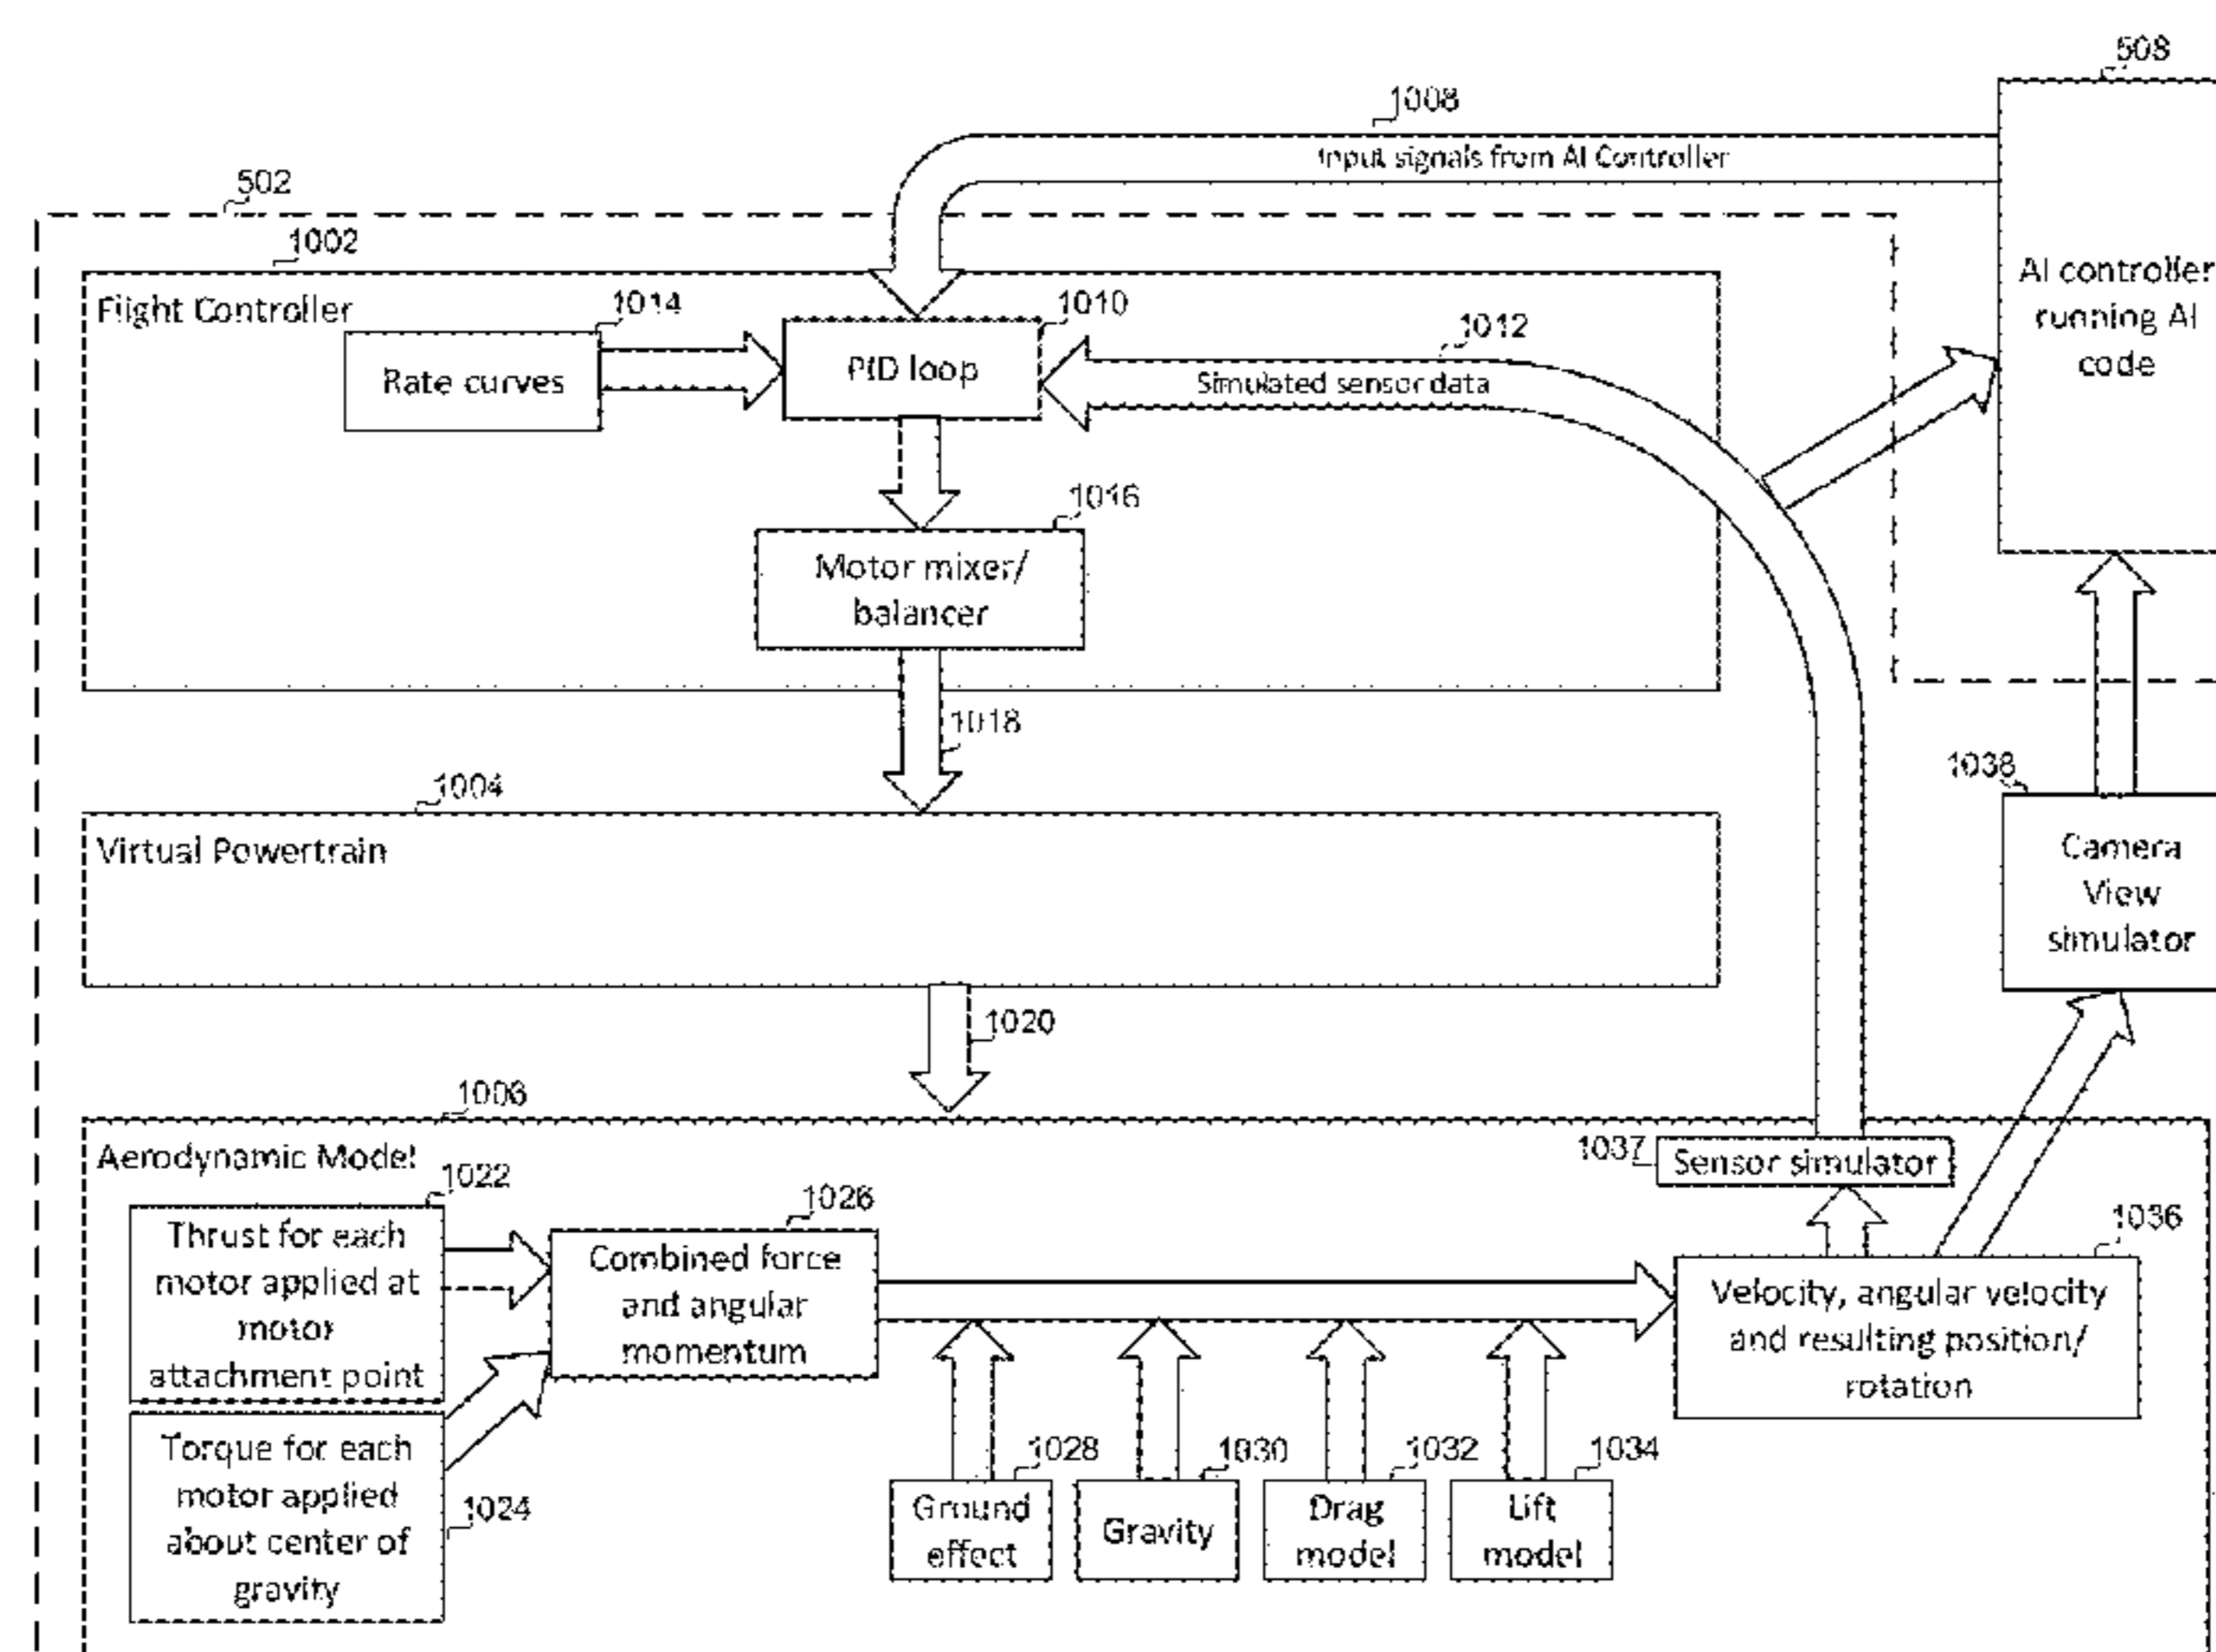 508
1008
Input signals from AI Controller
502
1002
AI controller
running AI
code
Flight Controller
1014
1010
1012
Rate curves
PID loop
Simulated sensor data
1016
Motor mixer/
balancer
1018
1038
1004
Virtual Powertrain
Camera
View
simulator
1020
1006
Aerodynamic Model
1037
Sensor simulator
1022
1026
1036
Thrust for each
motor applied at
motor
attachment point
Combined force
and angular
momentum
Velocity, angular velocity
and resulting position/
rotation
Torque for each
motor applied
about center of
gravity
1024
1028
1030
1032
1034
Ground
effect
Gravity
Drag
model
Lift
model